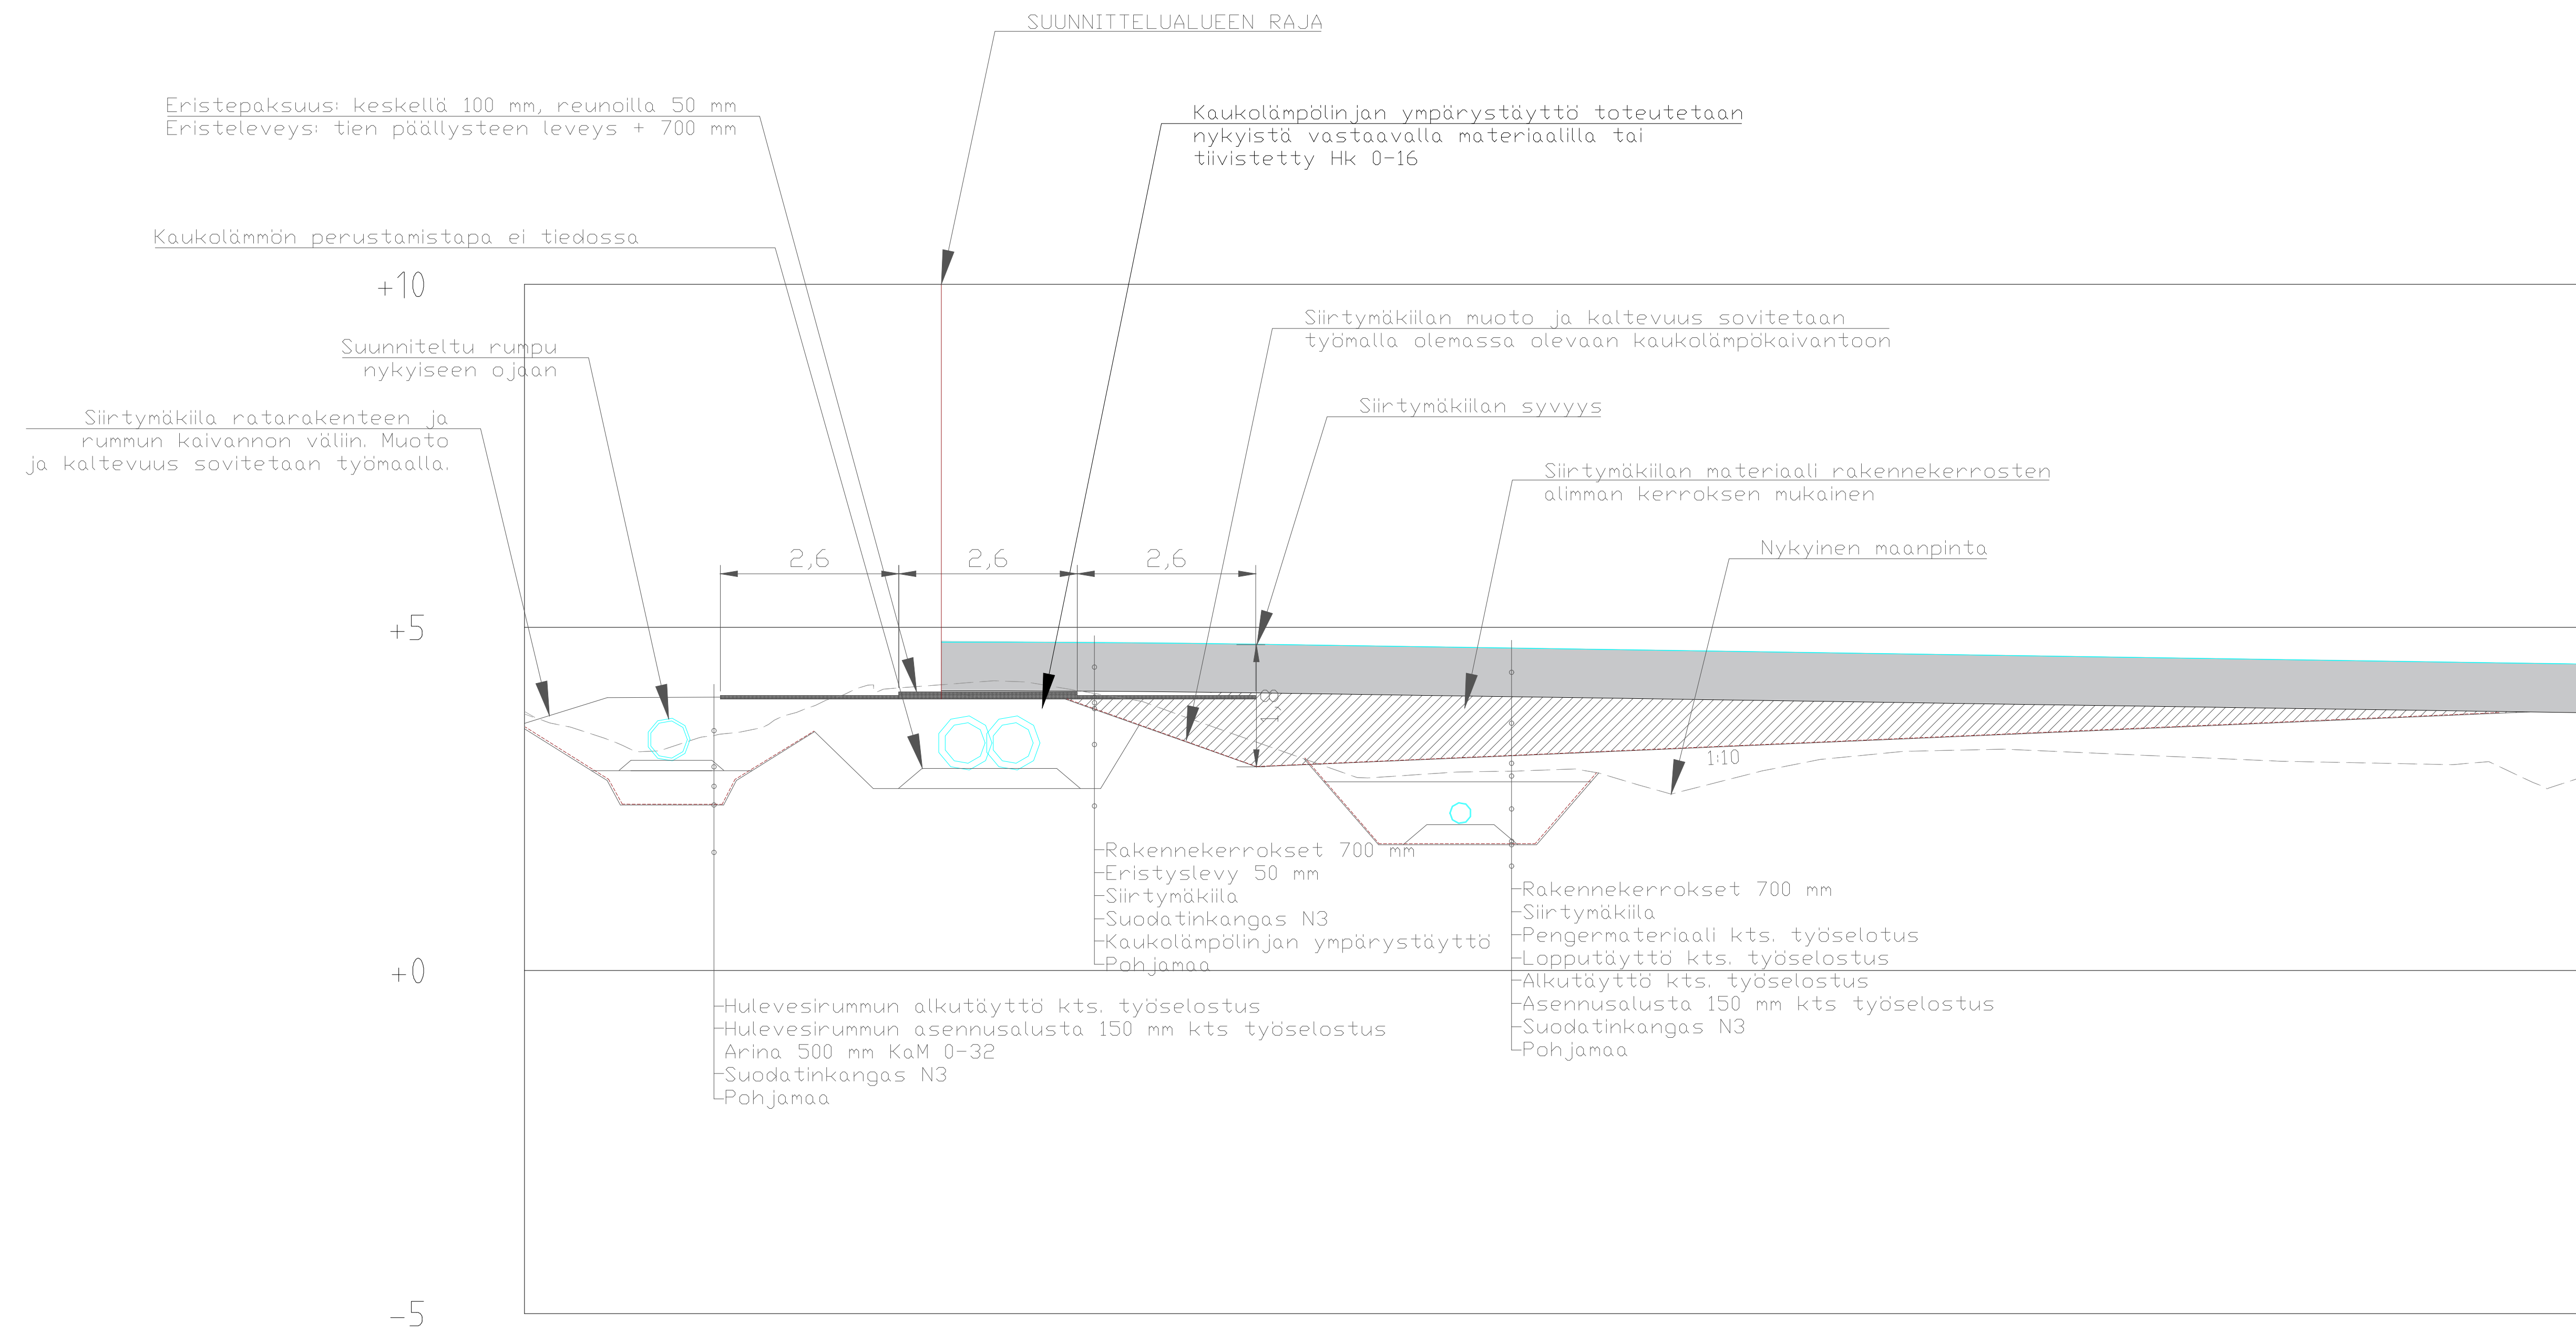 SUUNNITTELUALUEEN RAJA
Eristepaksuus: keskellä 100 mm, reunoilla 50 mm
Eristeleveys: tien päällysteen leveys + 700 mm
Kaukolämpölinjan ympärystäyttö toteutetaan
nykyistä vastaavalla materiaalilla tai
tiivistetty Hk 0-16
Kaukolämmön perustamistapa ei tiedossa
+10
Siirtymäkiilan muoto ja kaltevuus sovitetaan
työmalla olemassa olevaan kaukolämpökaivantoon
Suunniteltu rumpu
nykyiseen ojaan
Siirtymäkiilan syvyys
Siirtymäkiila ratarakenteen ja
rummun kaivannon väliin. Muoto
ja kaltevuus sovitetaan työmaalla.
Siirtymäkiilan materiaali rakennekerrosten
alimman kerroksen mukainen
Nykyinen maanpinta
2,6
2,6
2,6
+5
1,8
1:10
Rakennekerrokset 700 mm
Eristyslevy 50 mm
Siirtymäkiila
Suodatinkangas N3
Kaukolämpölinjan ympärystäyttö
Pohjamaa
Rakennekerrokset 700 mm
Siirtymäkiila
Pengermateriaali kts. työselotus
Lopputäyttö kts. työselostus
Alkutäyttö kts. työselostus
Asennusalusta 150 mm kts työselostus
Suodatinkangas N3
Pohjamaa
+0
Hulevesirummun alkutäyttö kts. työselostus
Hulevesirummun asennusalusta 150 mm kts työselostus
Arina 500 mm KaM 0-32
Suodatinkangas N3
Pohjamaa
-5